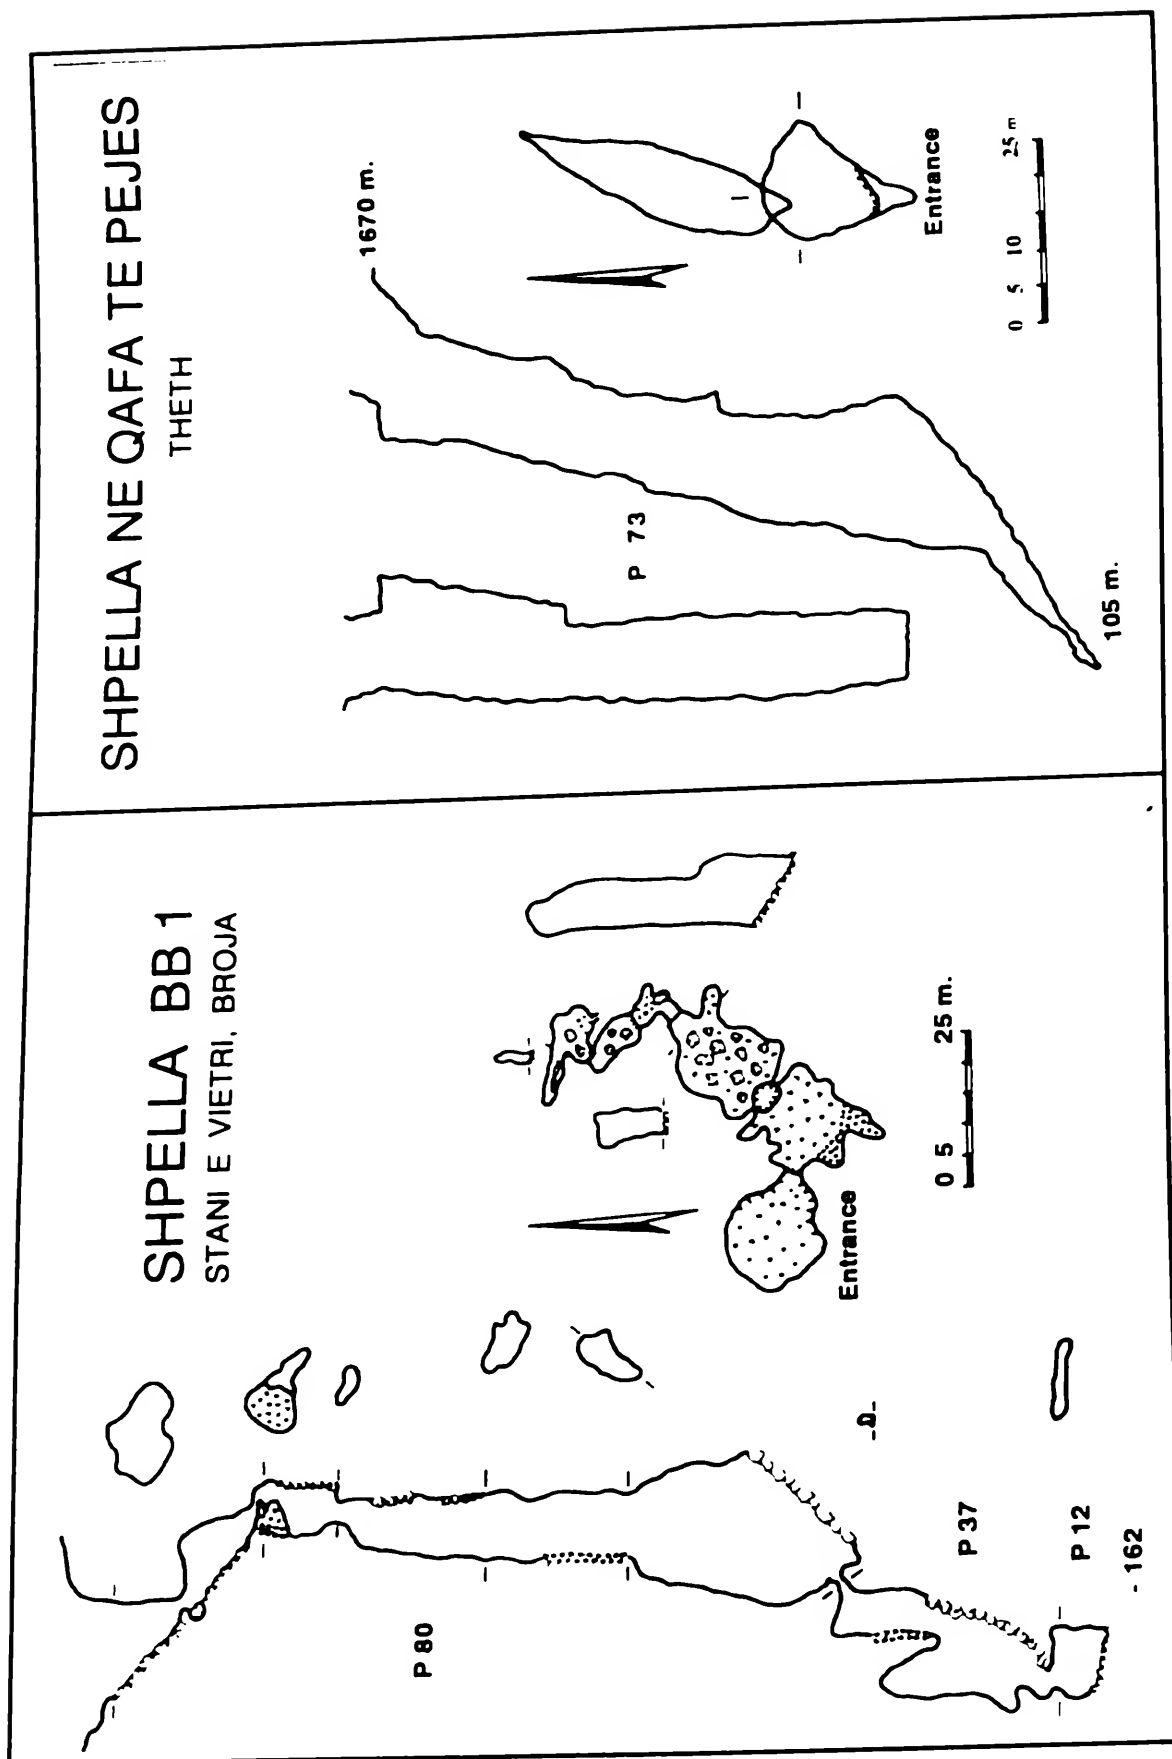 SHPELLA BB 1
STANI E VIETRI, BROJA
P 80
Entrance
0 5 25 m.
P 37
P 12
- 162
SHPELLA NE QAFA TE PEJES
THETH
1670 m.
P 73
Entrance
0 5 10 25 m
105 m.